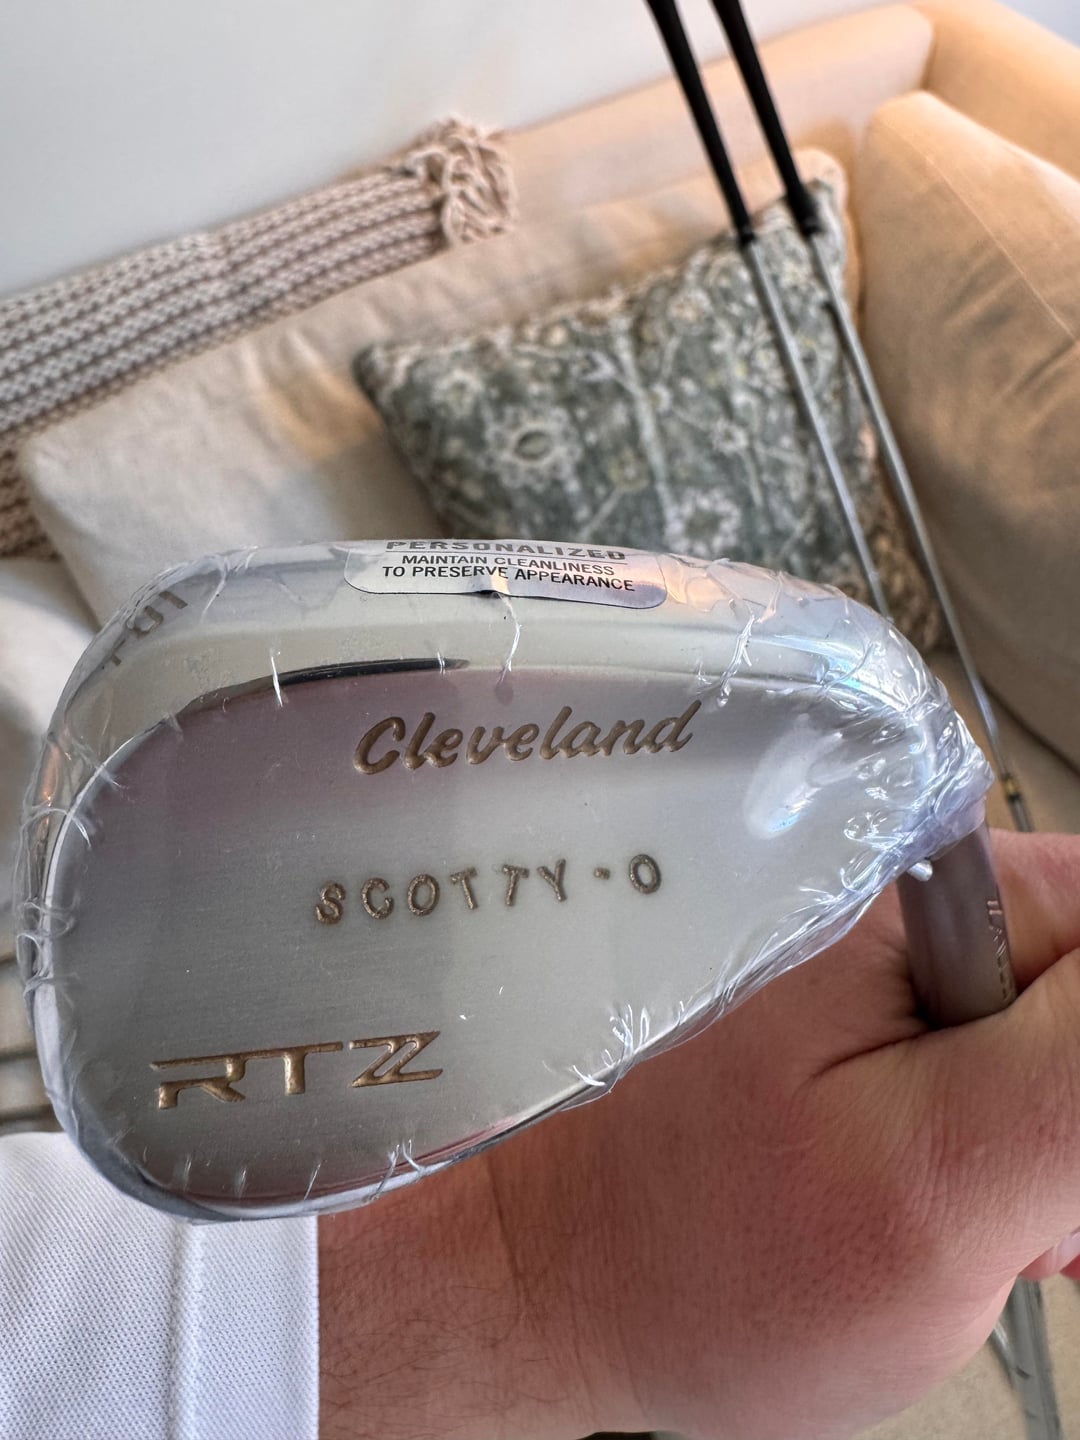 PERSONALIZED
MAINTAIN CLEANLINESS
TO PRESERVE APPEARANCE
Cleveland
SCOTTY-O
RTZ